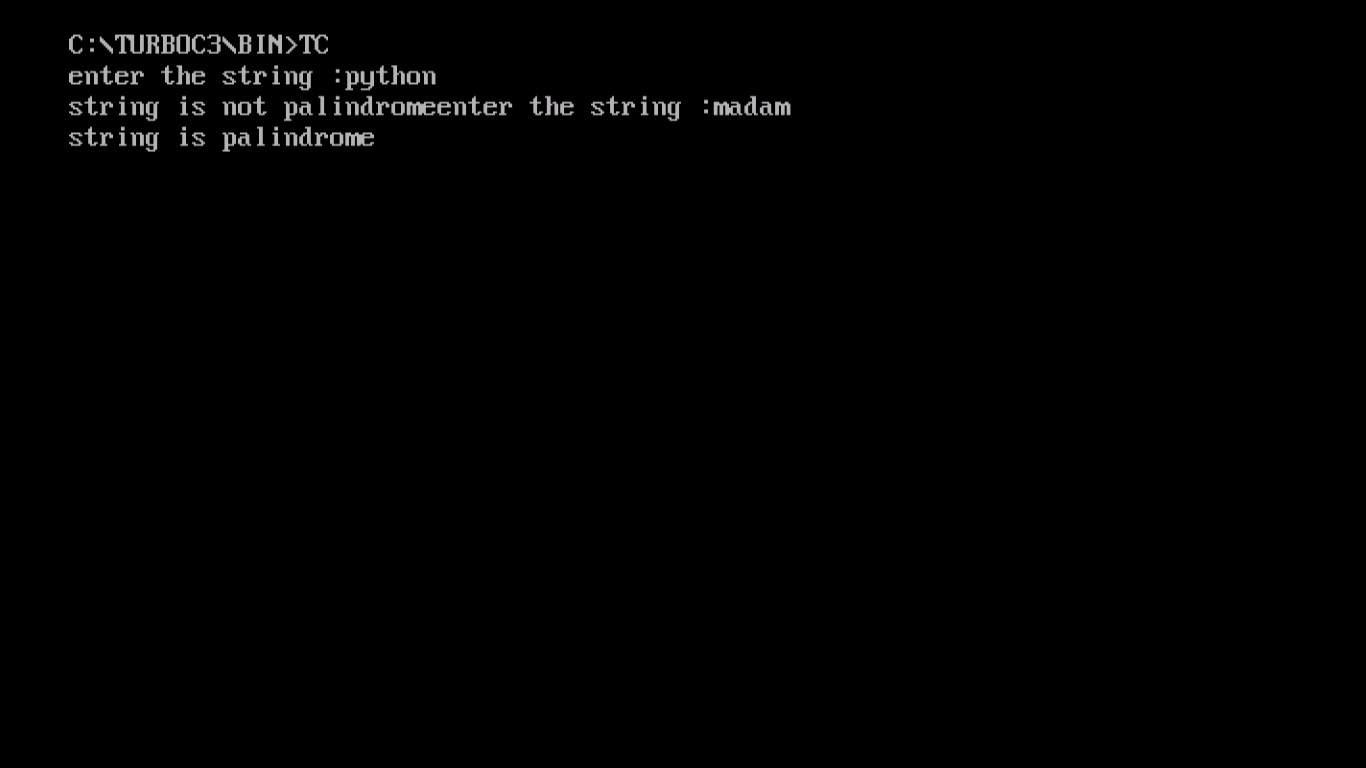 C:\TURBOC3\BIN>TC
enter the string :python
string is not palindromeenter the string :madam
string is palindrome